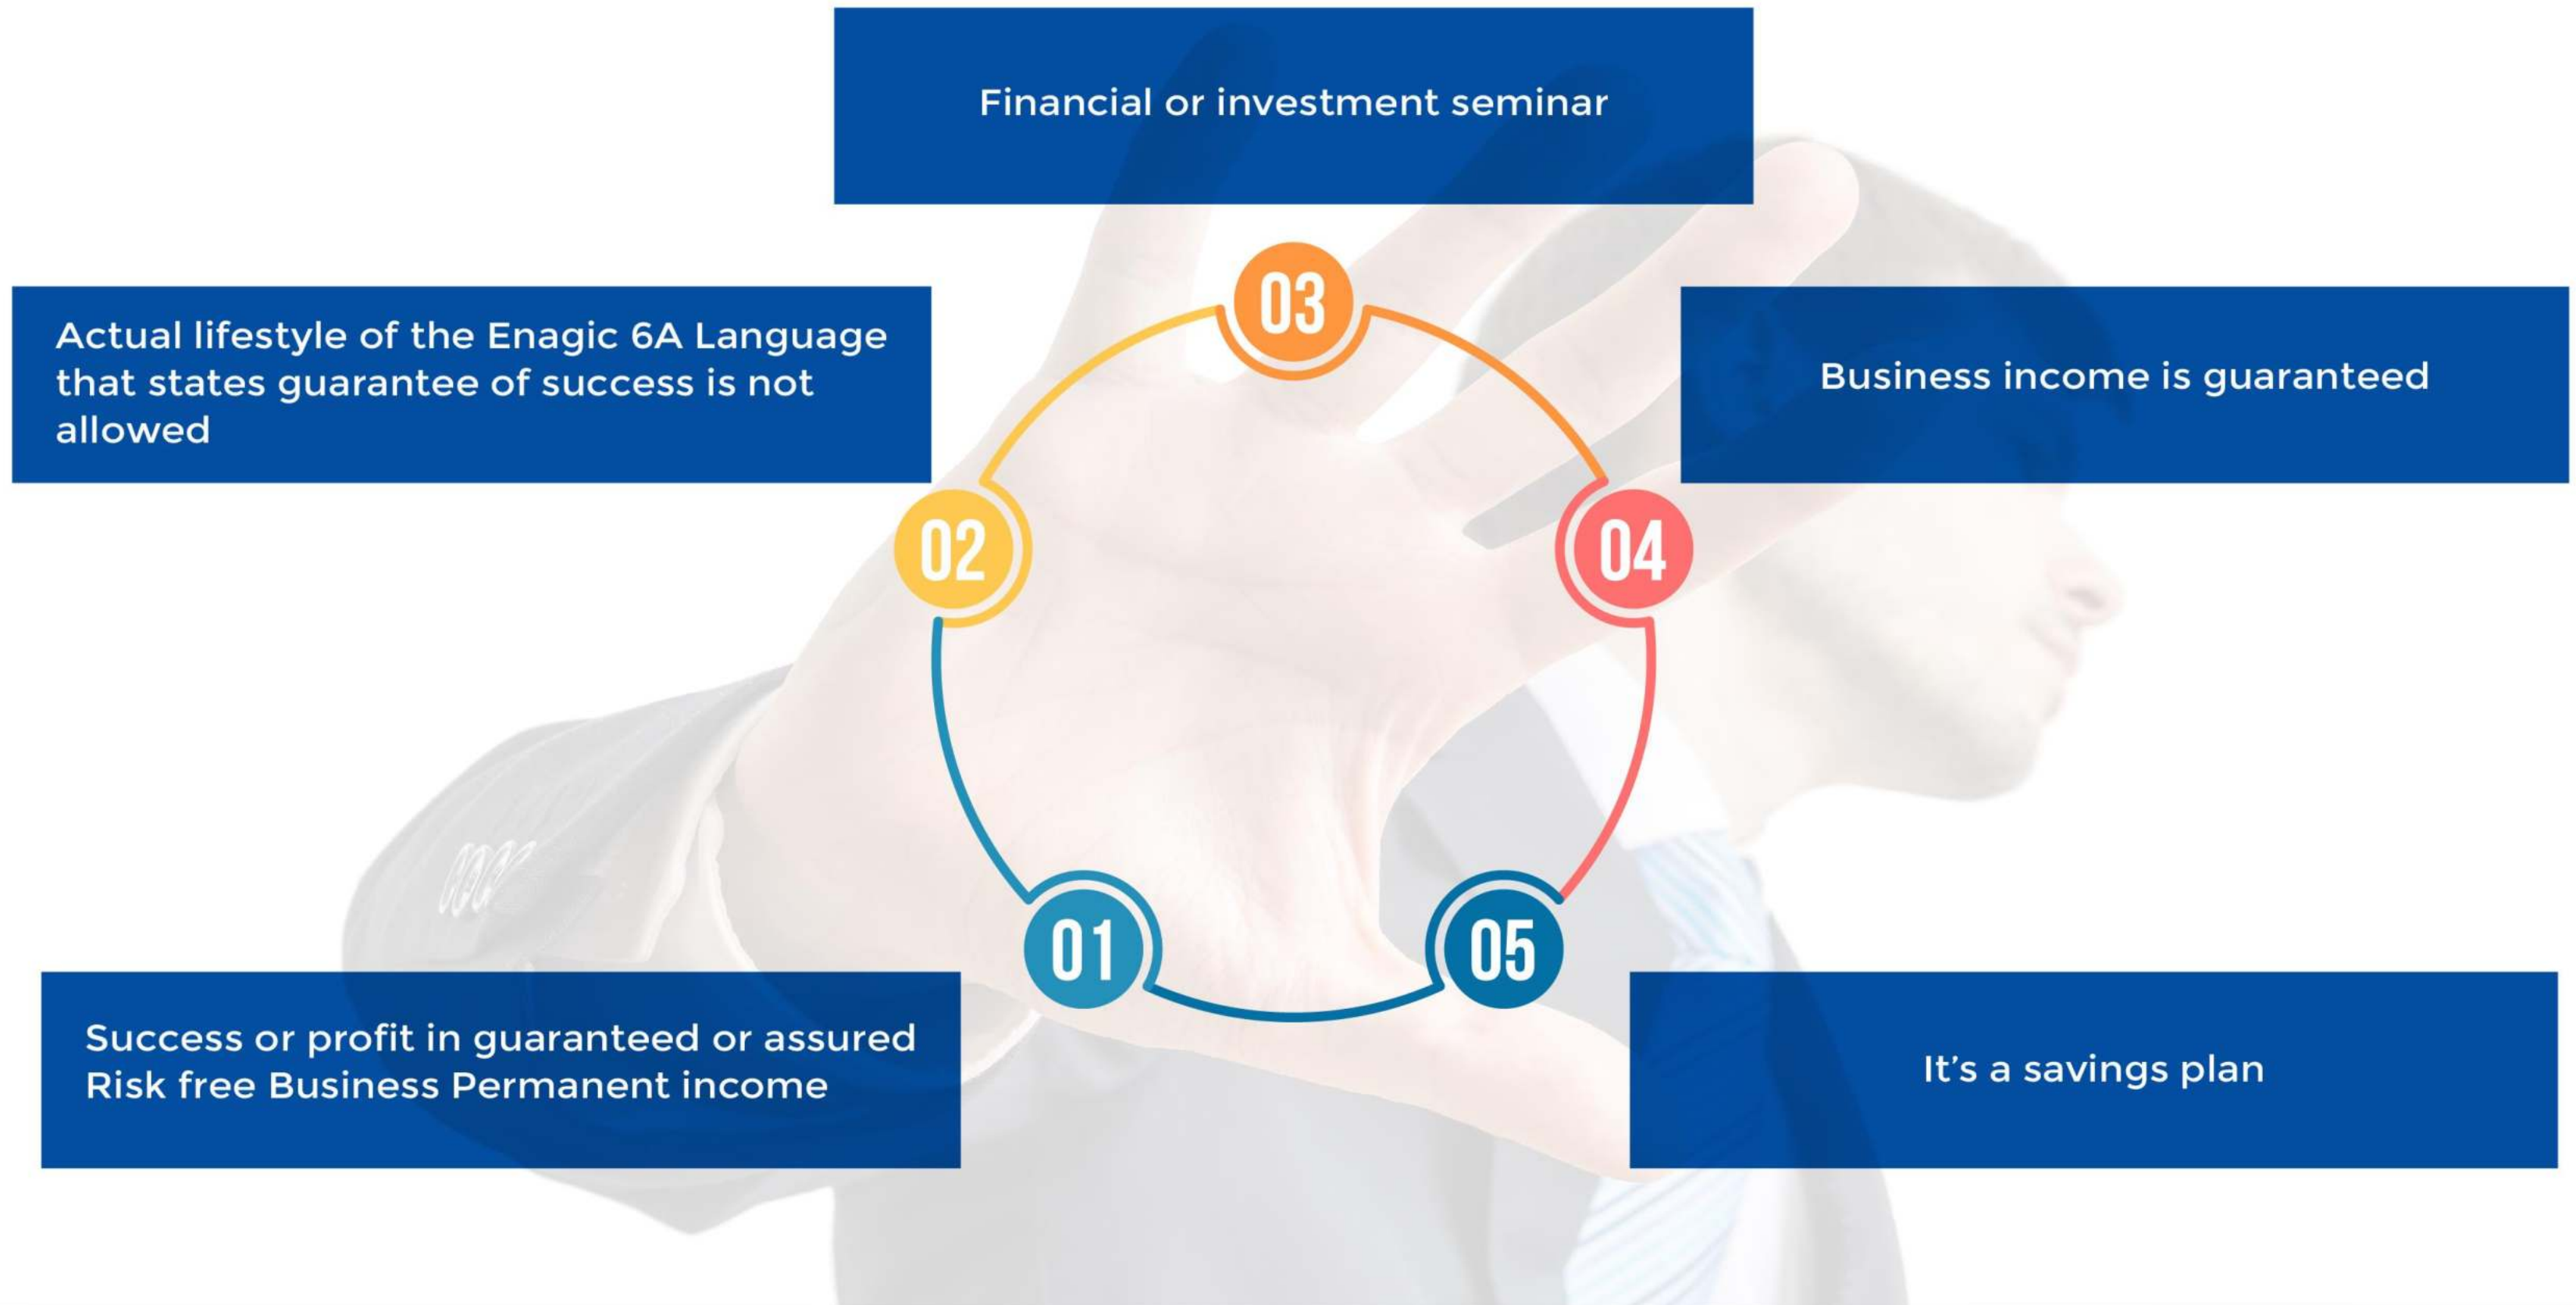 Financial or investment seminar
03
Actual lifestyle of the Enagic 6A Language
that states guarantee of success is not
allowed
02
Business income is guaranteed
04
Success or profit in guaranteed or assured
Risk free Business Permanent income
01
05
It's a savings plan